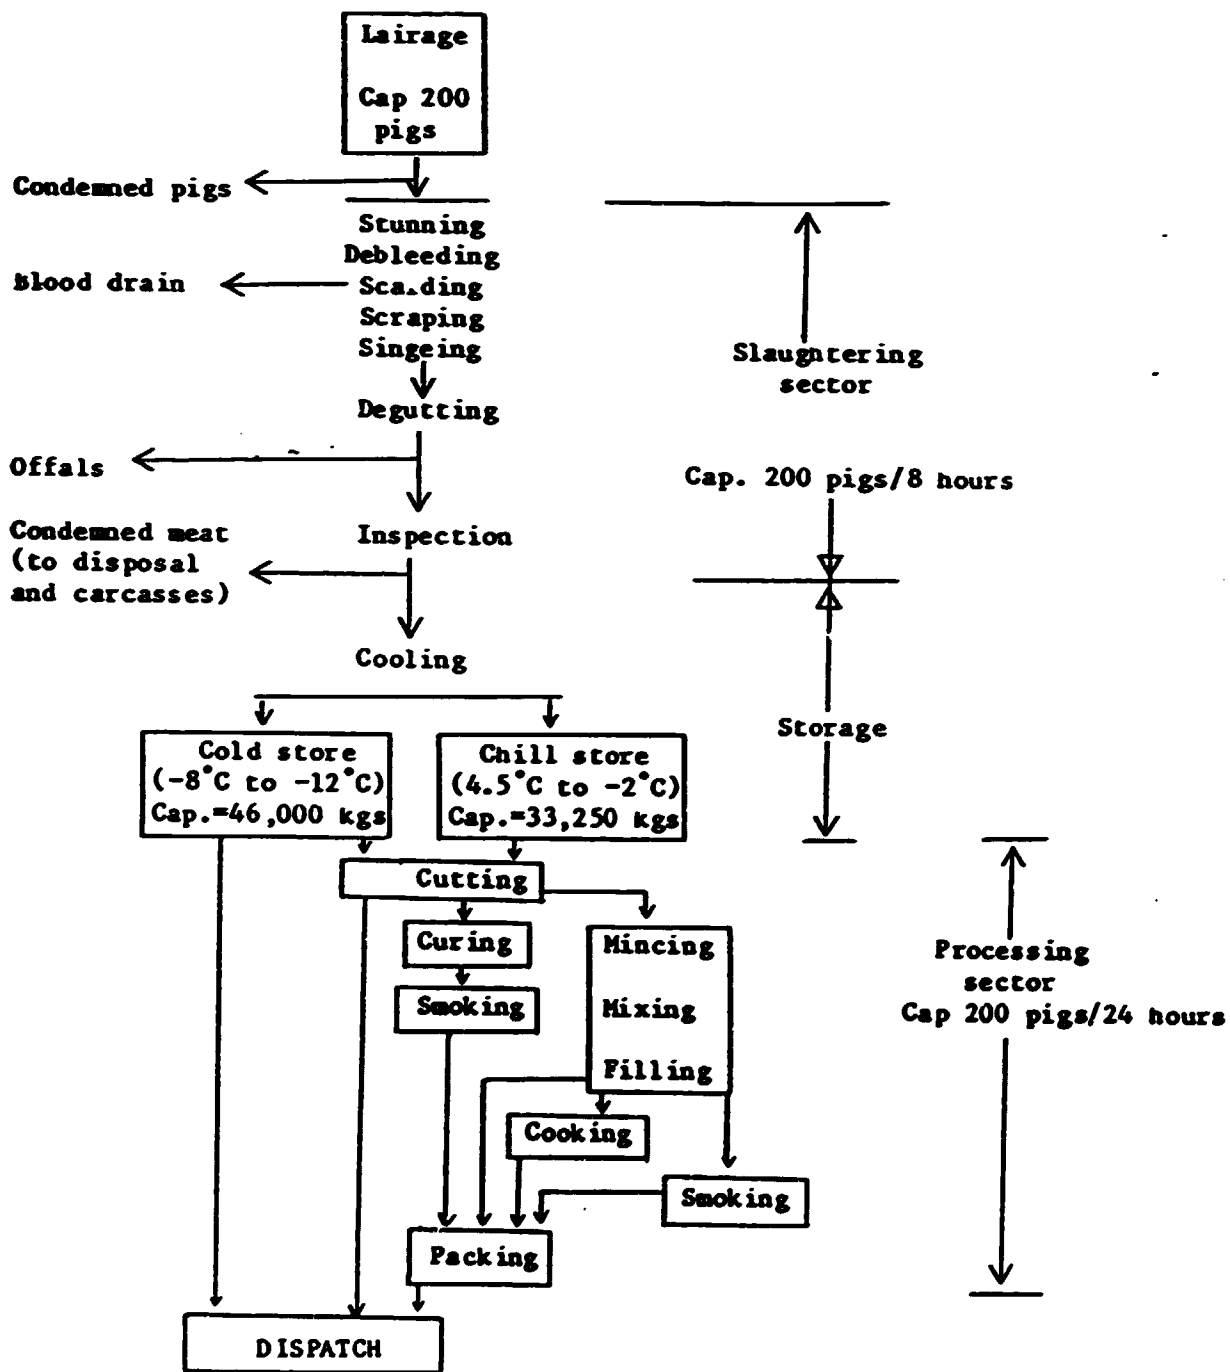 Lairage
Cap 200
pigs
Condemned pigs
Stunning
Debleeding
Blood drain
Sca.ding
Scraping
Singeing
Slaughtering
sector
Degutting
Offals
Cap. 200 pigs/8 hours
Condemned meat
(to disposal
and carcasses)
Inspection
Cooling
Storage
Cold store
(-8°C to -12°C)
Cap.=46,000 kgs
Chill store
(4.5°C to -2°C)
Cap.=33,250 kgs
Cutting
Curing
Smoking
Mincing
Mixing
Filling
Processing
sector
Cap 200 pigs/24 hours
Cooking
Smoking
Packing
DISPATCH